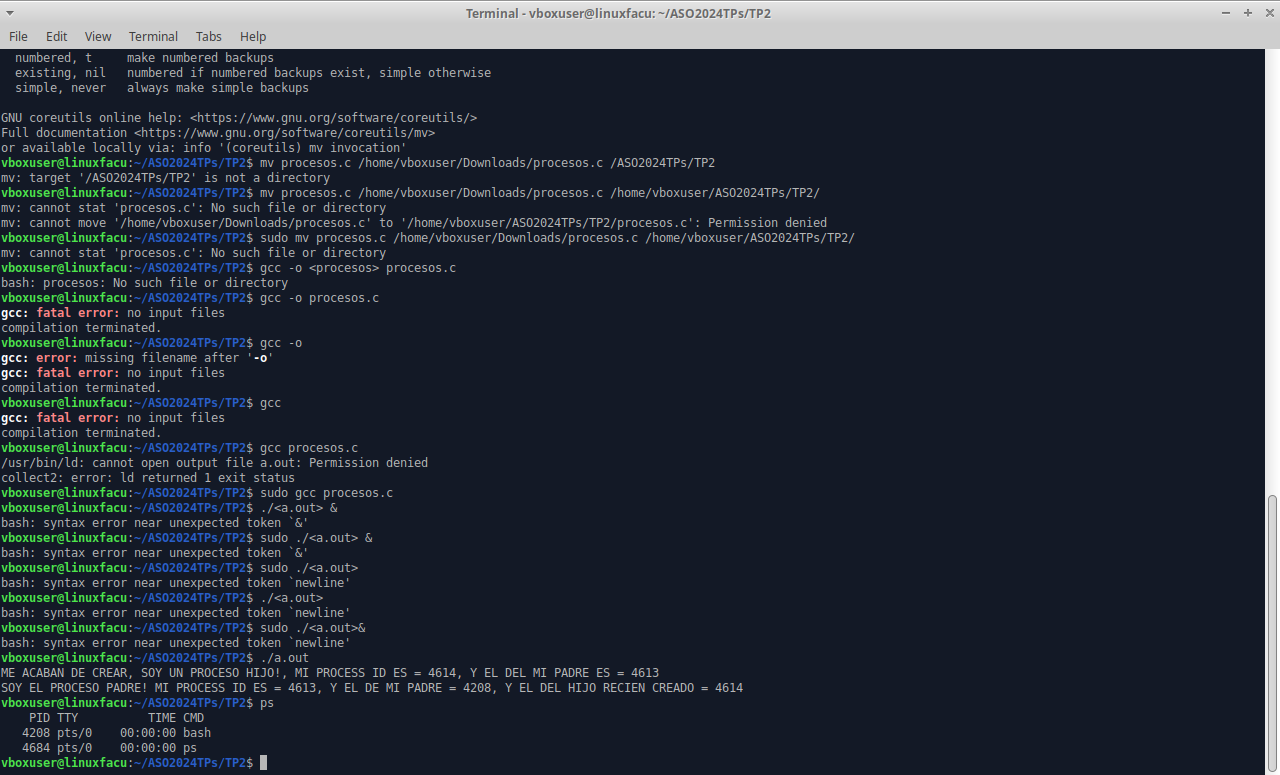 Terminal - vboxuser@linuxfacu: ~/ASO2024TPs/TP2
File Edit View Terminal Tabs Help
  numbered, t     make numbered backups
  existing, nil   numbered if numbered backups exist, simple otherwise
  simple, never   always make simple backups
GNU coreutils online help: <https://www.gnu.org/software/coreutils/>
Full documentation <https://www.gnu.org/software/coreutils/mv>
or available locally via: info '(coreutils) mv invocation'
vboxuser@linuxfacu:~/ASO2024TPs/TP2$ mv procesos.c /home/vboxuser/Downloads/procesos.c /ASO2024TPs/TP2
mv: target '/ASO2024TPs/TP2' is not a directory
vboxuser@linuxfacu:~/ASO2024TPs/TP2$ mv procesos.c /home/vboxuser/Downloads/procesos.c /home/vboxuser/ASO2024TPs/TP2/
mv: cannot stat 'procesos.c': No such file or directory
mv: cannot move '/home/vboxuser/Downloads/procesos.c' to '/home/vboxuser/ASO2024TPs/TP2/procesos.c': Permission denied
vboxuser@linuxfacu:~/ASO2024TPs/TP2$ sudo mv procesos.c /home/vboxuser/Downloads/procesos.c /home/vboxuser/ASO2024TPs/TP2/
mv: cannot stat 'procesos.c': No such file or directory
vboxuser@linuxfacu:~/ASO2024TPs/TP2$ gcc -o <procesos> procesos.c
bash: procesos: No such file or directory
vboxuser@linuxfacu:~/ASO2024TPs/TP2$ gcc -o procesos.c
gcc: fatal error: no input files
compilation terminated.
vboxuser@linuxfacu:~/ASO2024TPs/TP2$ gcc -o
gcc: error: missing filename after '-o'
gcc: fatal error: no input files
compilation terminated.
vboxuser@linuxfacu:~/ASO2024TPs/TP2$ gcc
gcc: fatal error: no input files
compilation terminated.
vboxuser@linuxfacu:~/ASO2024TPs/TP2$ gcc procesos.c
/usr/bin/ld: cannot open output file a.out: Permission denied
collect2: error: ld returned 1 exit status
vboxuser@linuxfacu:~/ASO2024TPs/TP2$ sudo gcc procesos.c
vboxuser@linuxfacu:~/ASO2024TPs/TP2$ ./<a.out> &
bash: syntax error near unexpected token `&'
vboxuser@linuxfacu:~/ASO2024TPs/TP2$ sudo ./<a.out> &
bash: syntax error near unexpected token `&'
vboxuser@linuxfacu:~/ASO2024TPs/TP2$ sudo ./<a.out>
bash: syntax error near unexpected token `newline'
vboxuser@linuxfacu:~/ASO2024TPs/TP2$ ./<a.out>
bash: syntax error near unexpected token `newline'
vboxuser@linuxfacu:~/ASO2024TPs/TP2$ sudo ./<a.out>&
bash: syntax error near unexpected token `newline'
vboxuser@linuxfacu:~/ASO2024TPs/TP2$ ./a.out
ME ACABAN DE CREAR, SOY UN PROCESO HIJO!, MI PROCESS ID ES = 4614, Y EL DEL MI PADRE ES = 4613
SOY EL PROCESO PADRE! MI PROCESS ID ES = 4613, Y EL DE MI PADRE = 4208, Y EL DEL HIJO RECIEN CREADO = 4614
vboxuser@linuxfacu:~/ASO2024TPs/TP2$ ps
    PID TTY          TIME CMD
   4208 pts/0    00:00:00 bash
   4684 pts/0    00:00:00 ps
vboxuser@linuxfacu:~/ASO2024TPs/TP2$